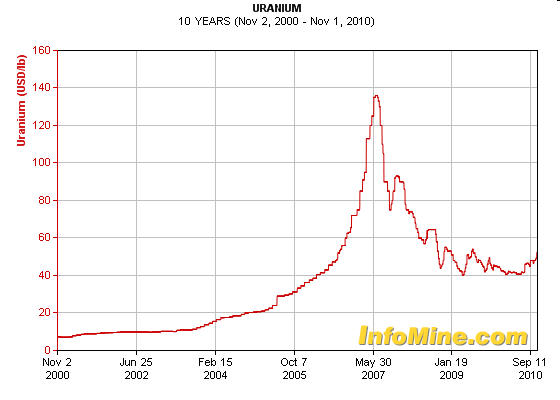 URANIUM
10 YEARS (Nov 2, 2000 - Nov 1, 2010)
Uranium (USD/lb)
160
140
120
100
80
60
40
20
0
Nov 2 Jun 25 Feb 15 Oct 7 May 30 Jan 19 Sep 11
2000 2002 2004 2005 2007 2009 2010
InfoMine.com